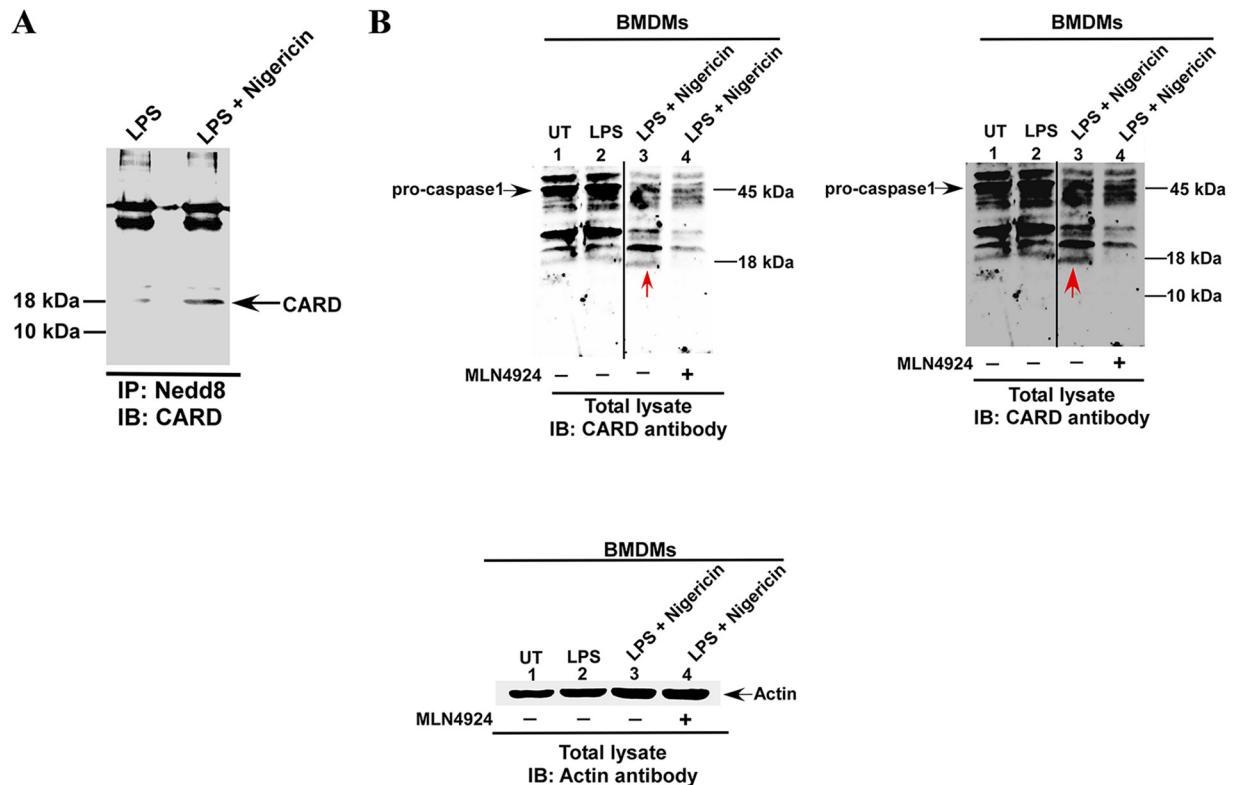 A
LPS
LPS + Nigericin
18 kDa
10 kDa
CARD
IP: Nedd8
IB: CARD
B
BMDMs
UT
LPS
LPS + Nigericin
LPS + Nigericin
1
2
3
4
pro-caspase1
45 kDa
18 kDa
MLN4924
–
–
–
+
Total lysate
IB: CARD antibody
BMDMs
UT
LPS
LPS + Nigericin
LPS + Nigericin
1
2
3
4
pro-caspase1
45 kDa
18 kDa
10 kDa
MLN4924
–
–
–
+
Total lysate
IB: CARD antibody
BMDMs
UT
LPS
LPS + Nigericin
LPS + Nigericin
1
2
3
4
Actin
MLN4924
–
–
–
+
Total lysate
IB: Actin antibody